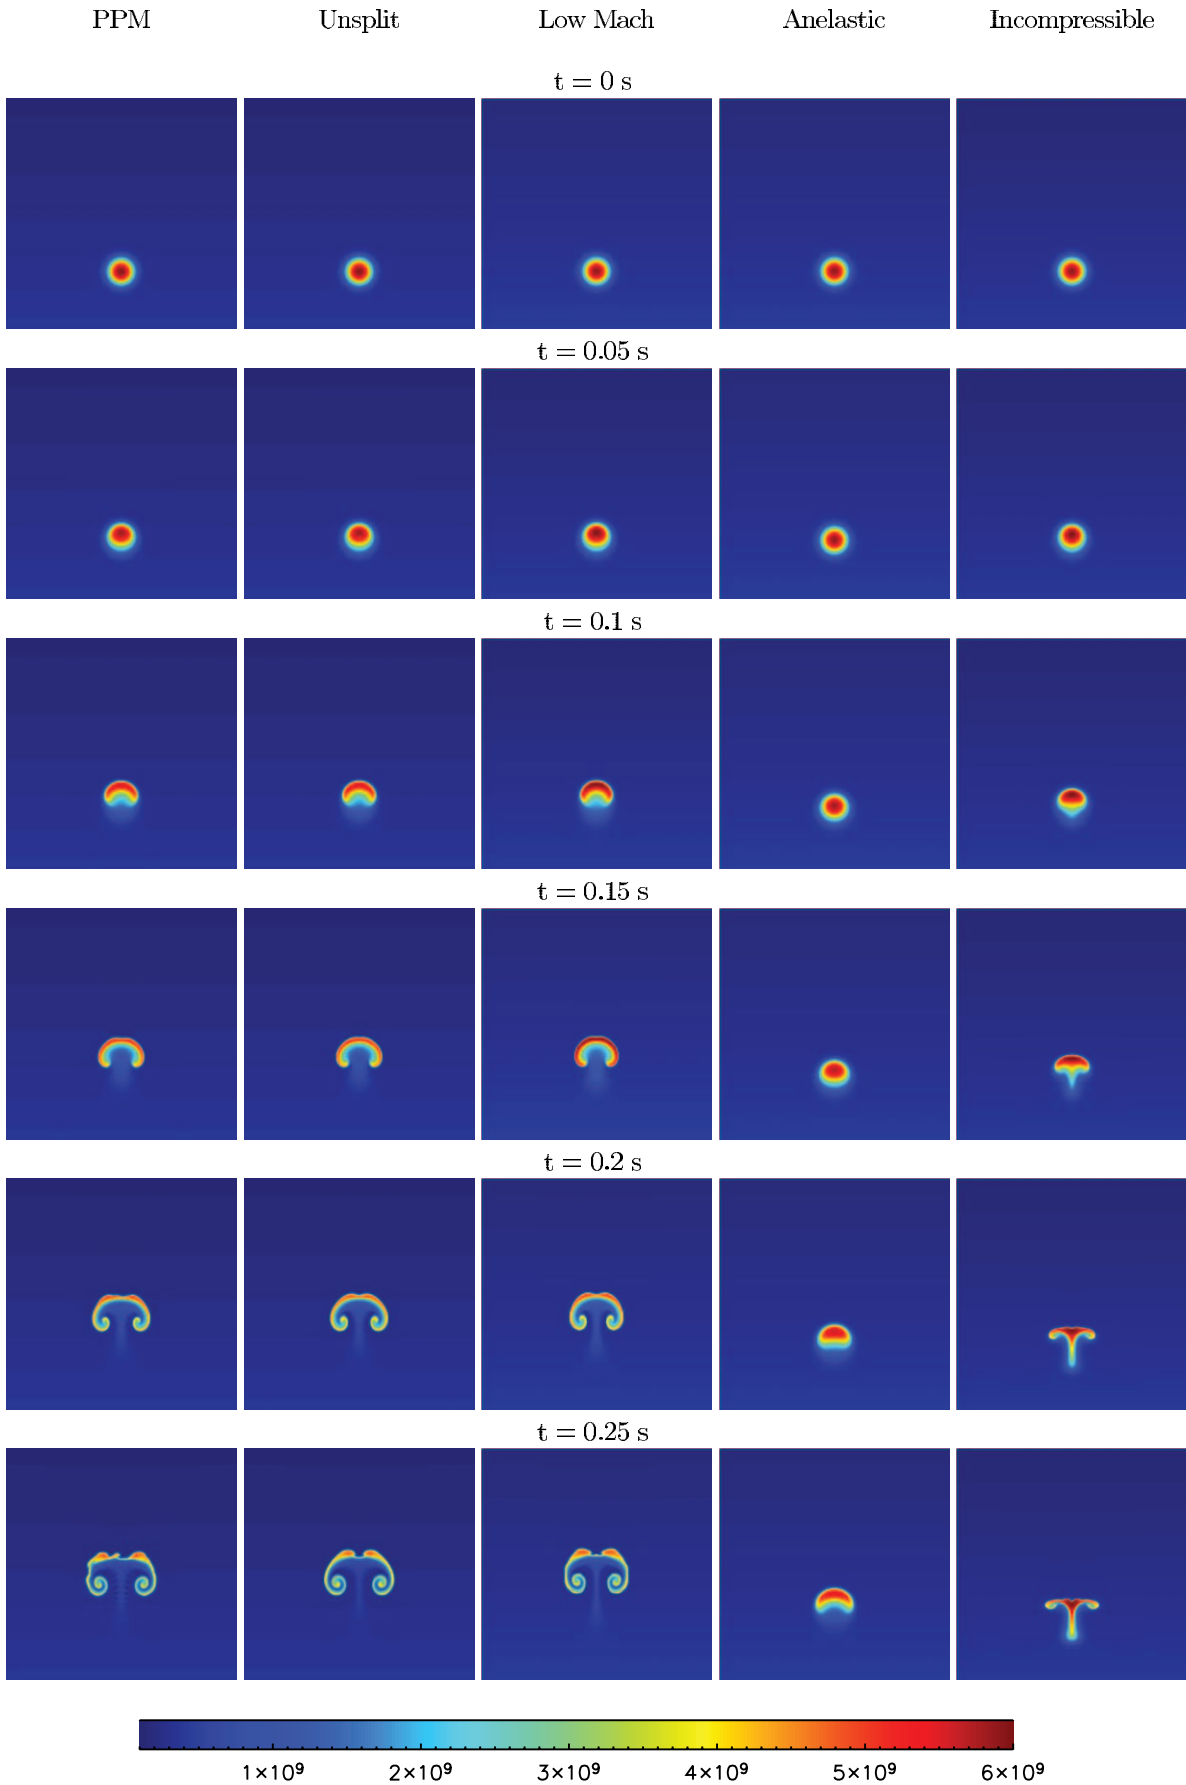 PPM Unsplit Low Mach Anelastic Incompressible
t = 0 s
t = 0.05 s
t = 0.1 s
t = 0.15 s
t = 0.2 s
t = 0.25 s
1×10⁹ 2×10⁹ 3×10⁹ 4×10⁹ 5×10⁹ 6×10⁹